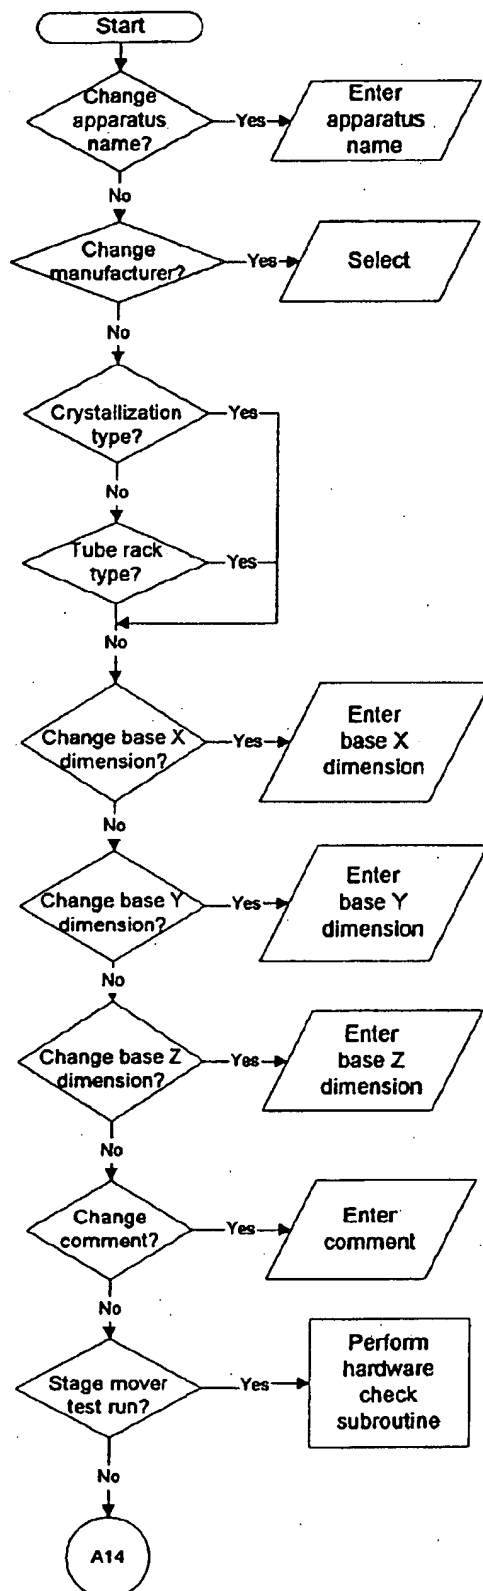 Start
Change
apparatus
name?
Yes
Enter
apparatus
name
No
Change
manufacturer?
Yes
Select
No
Crystallization
type?
Yes
No
Tube rack
type?
Yes
No
Change base X
dimension?
Yes
Enter
base X
dimension
No
Change base Y
dimension?
Yes
Enter
base Y
dimension
No
Change base Z
dimension?
Yes
Enter
base Z
dimension
No
Change
comment?
Yes
Enter
comment
No
Stage mover
test run?
Yes
Perform
hardware
check
subroutine
No
A14